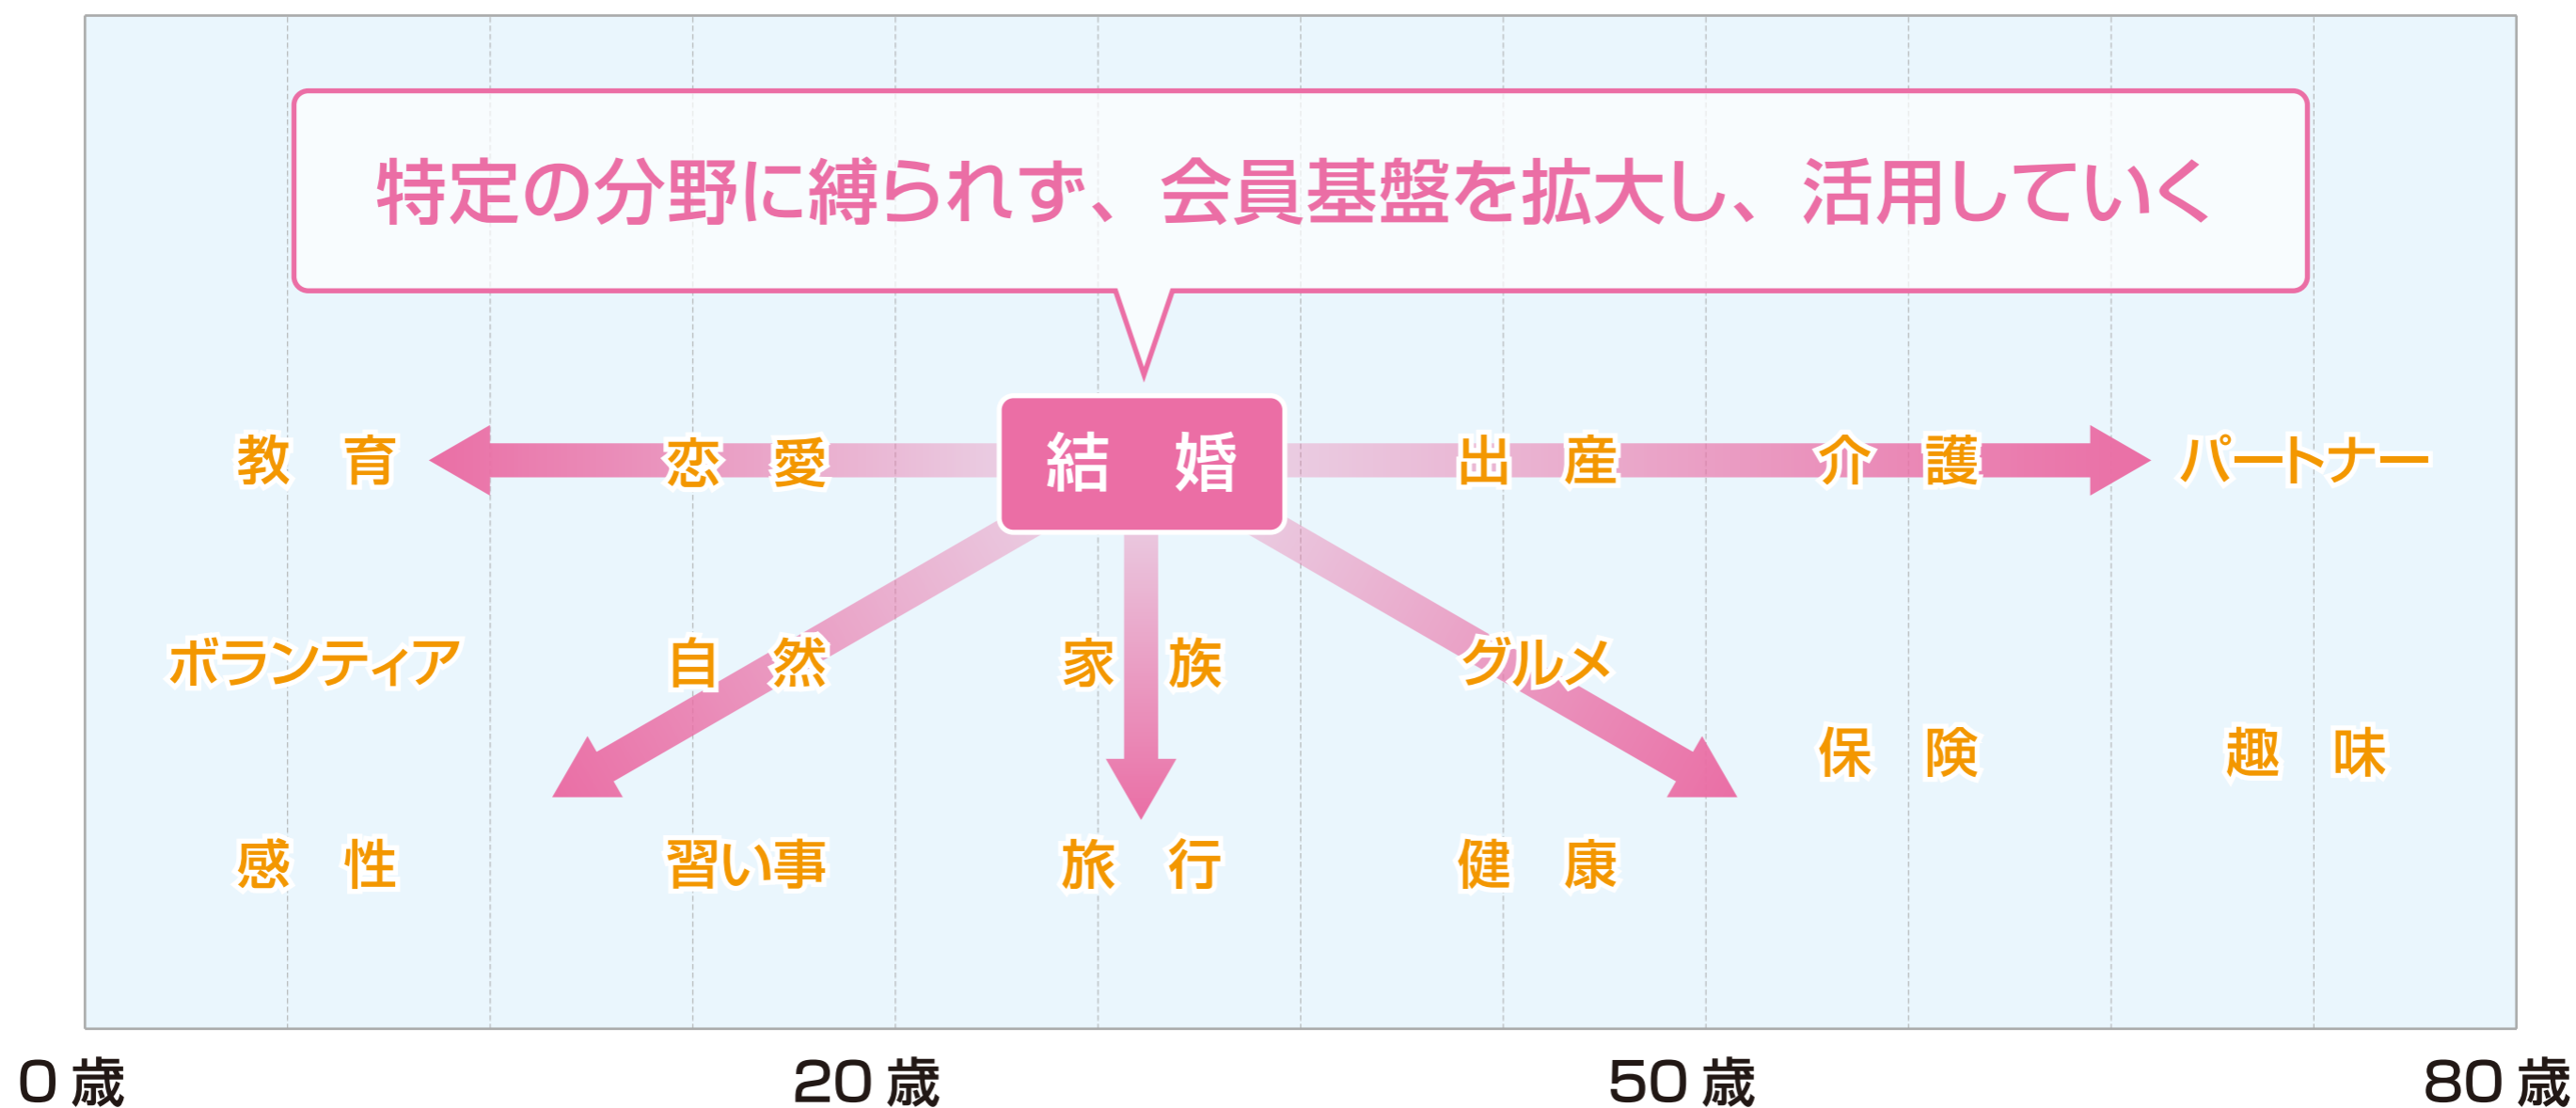 特定の分野に縛られず、会員基盤を拡大し、活用していく
教　育
恋　愛
結　婚
出　産
介　護
パートナー
ボランティア
自　然
家　族
グルメ
保　険
趣　味
感　性
習い事
旅　行
健　康
0歳
20歳
50歳
80歳